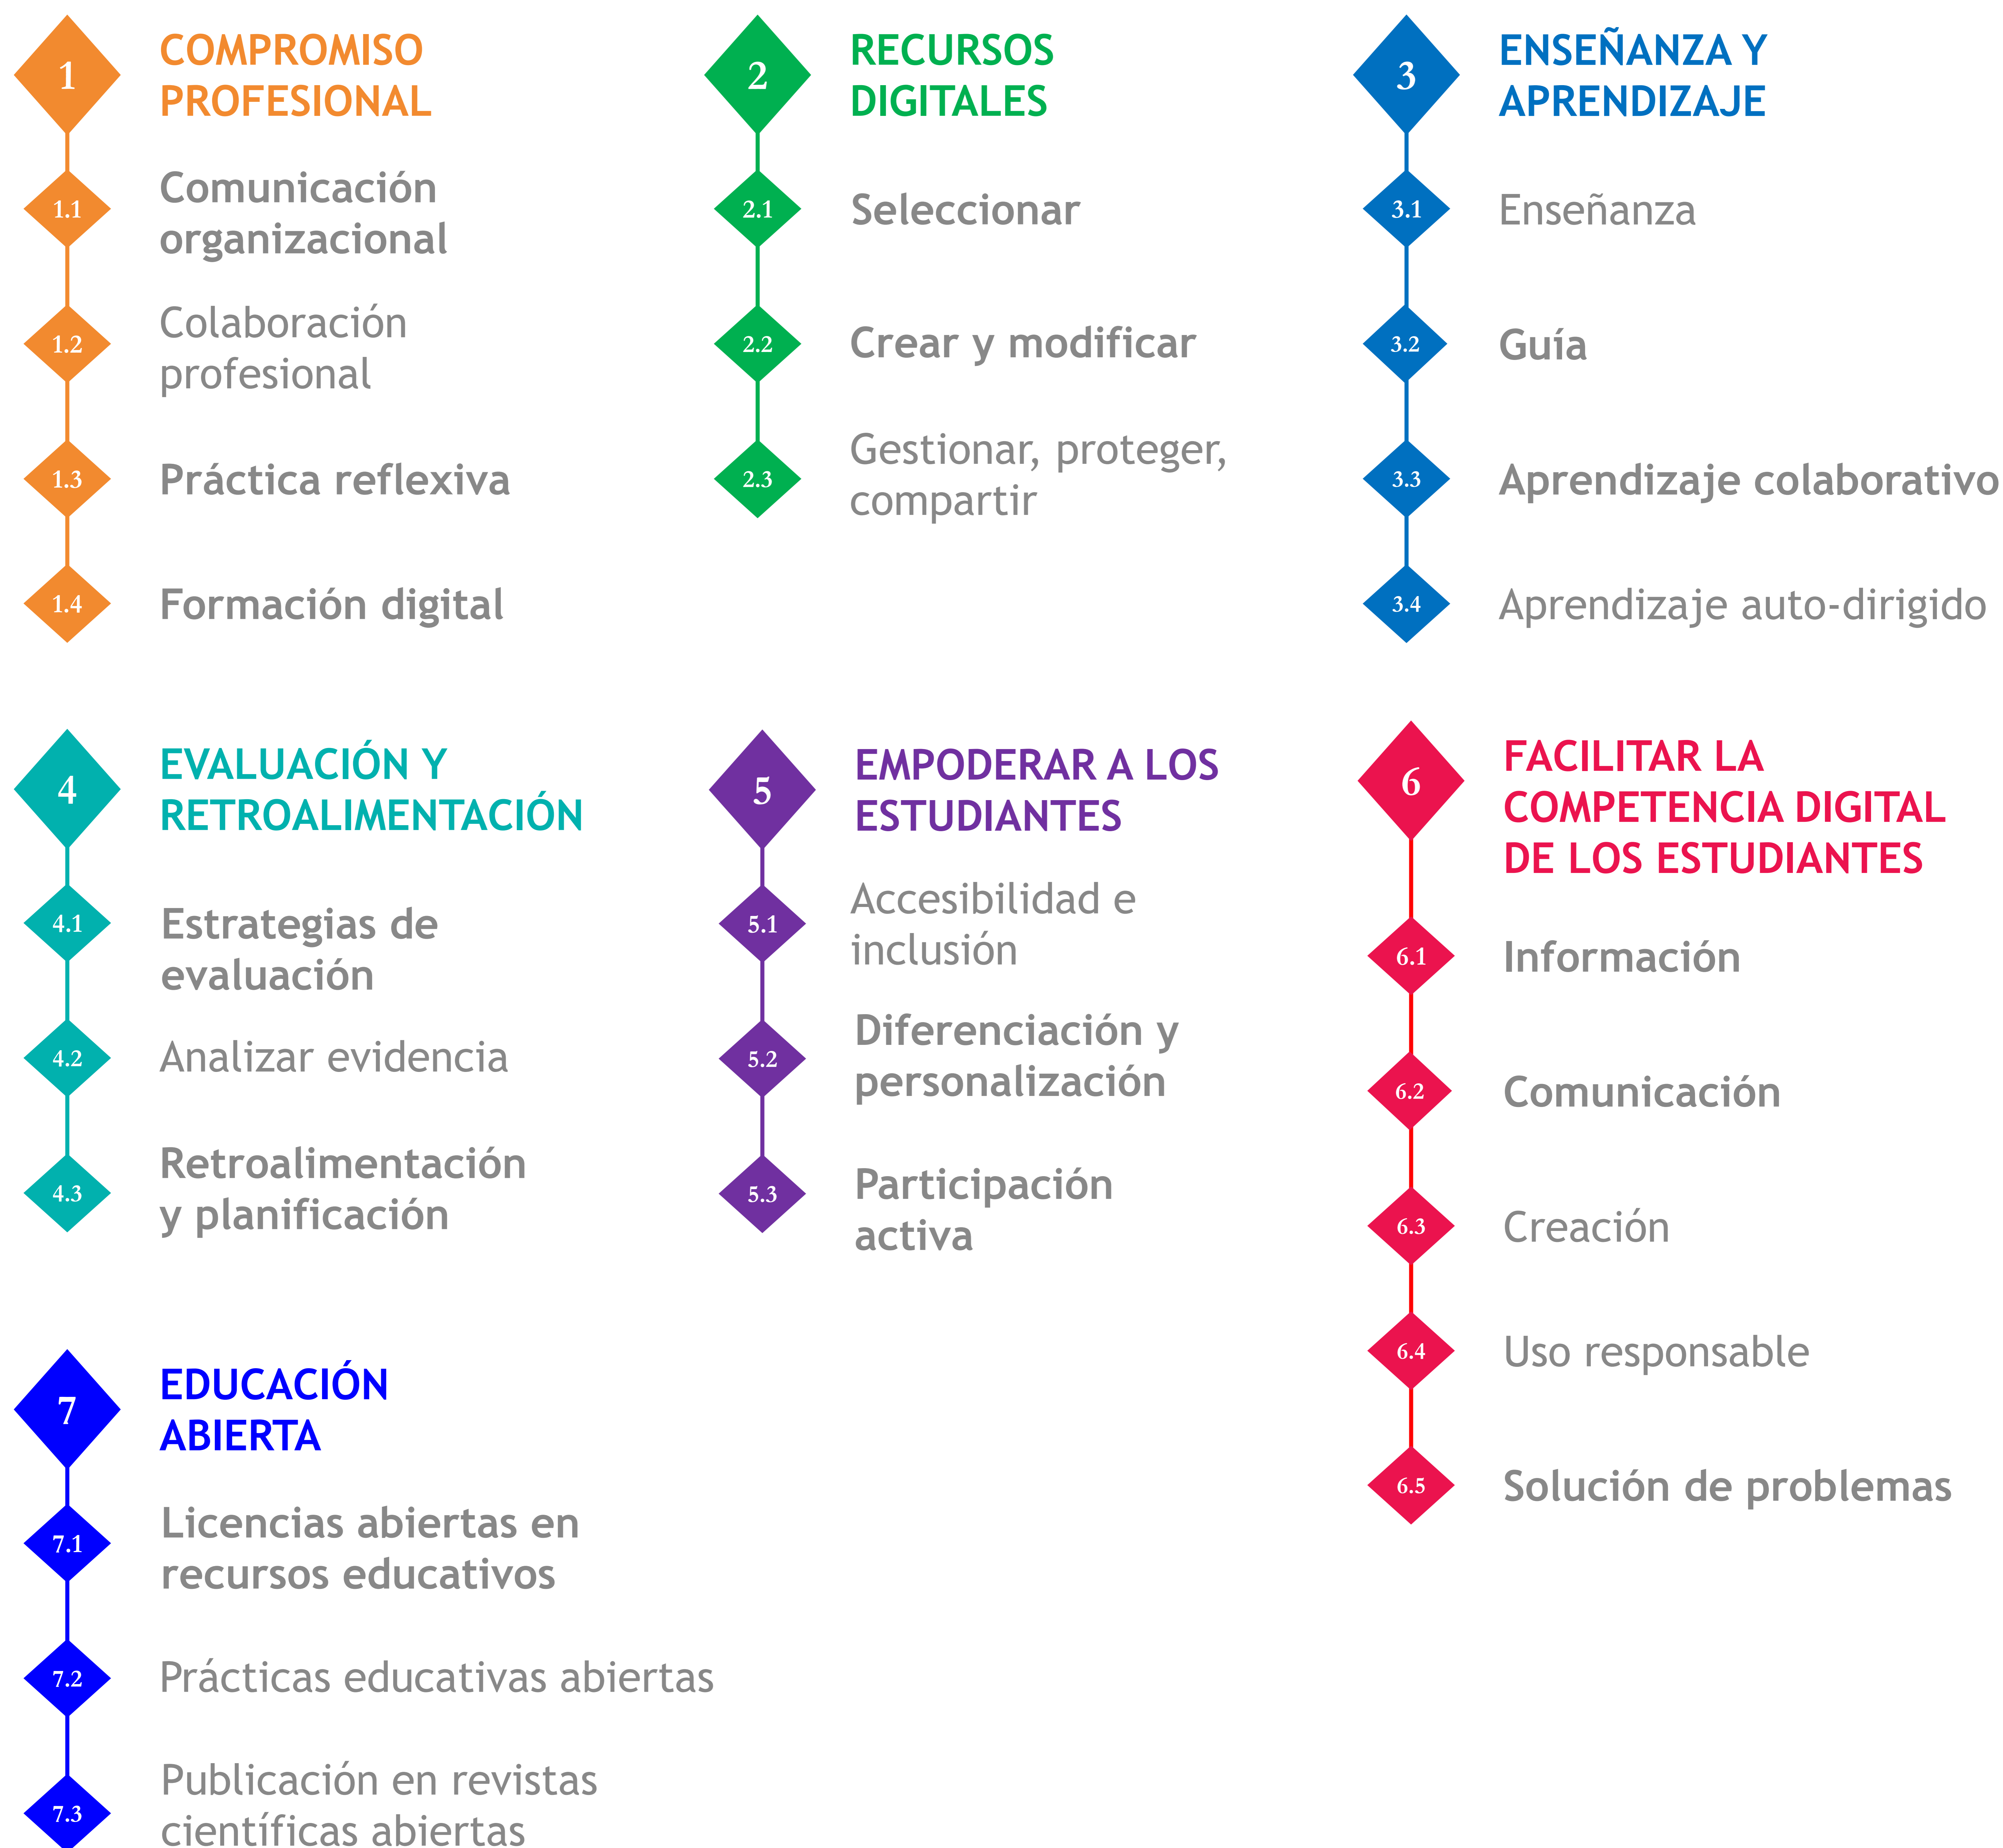 1
COMPROMISO
PROFESIONAL
1.1
Comunicación
organizacional
1.2
Colaboración
profesional
1.3
Práctica reflexiva
1.4
Formación digital
2
RECURSOS
DIGITALES
2.1
Seleccionar
2.2
Crear y modificar
2.3
Gestionar, proteger,
compartir
3
ENSEÑANZA Y
APRENDIZAJE
3.1
Enseñanza
3.2
Guía
3.3
Aprendizaje colaborativo
3.4
Aprendizaje auto-dirigido
4
EVALUACIÓN Y
RETROALIMENTACIÓN
4.1
Estrategias de
evaluación
4.2
Analizar evidencia
4.3
Retroalimentación
y planificación
5
EMPODERAR A LOS
ESTUDIANTES
5.1
Accesibilidad e
inclusión
5.2
Diferenciación y
personalización
5.3
Participación
activa
6
FACILITAR LA
COMPETENCIA DIGITAL
DE LOS ESTUDIANTES
6.1
Información
6.2
Comunicación
6.3
Creación
6.4
Uso responsable
6.5
Solución de problemas
7
EDUCACIÓN
ABIERTA
7.1
Licencias abiertas en
recursos educativos
7.2
Prácticas educativas abiertas
7.3
Publicación en revistas
científicas abiertas